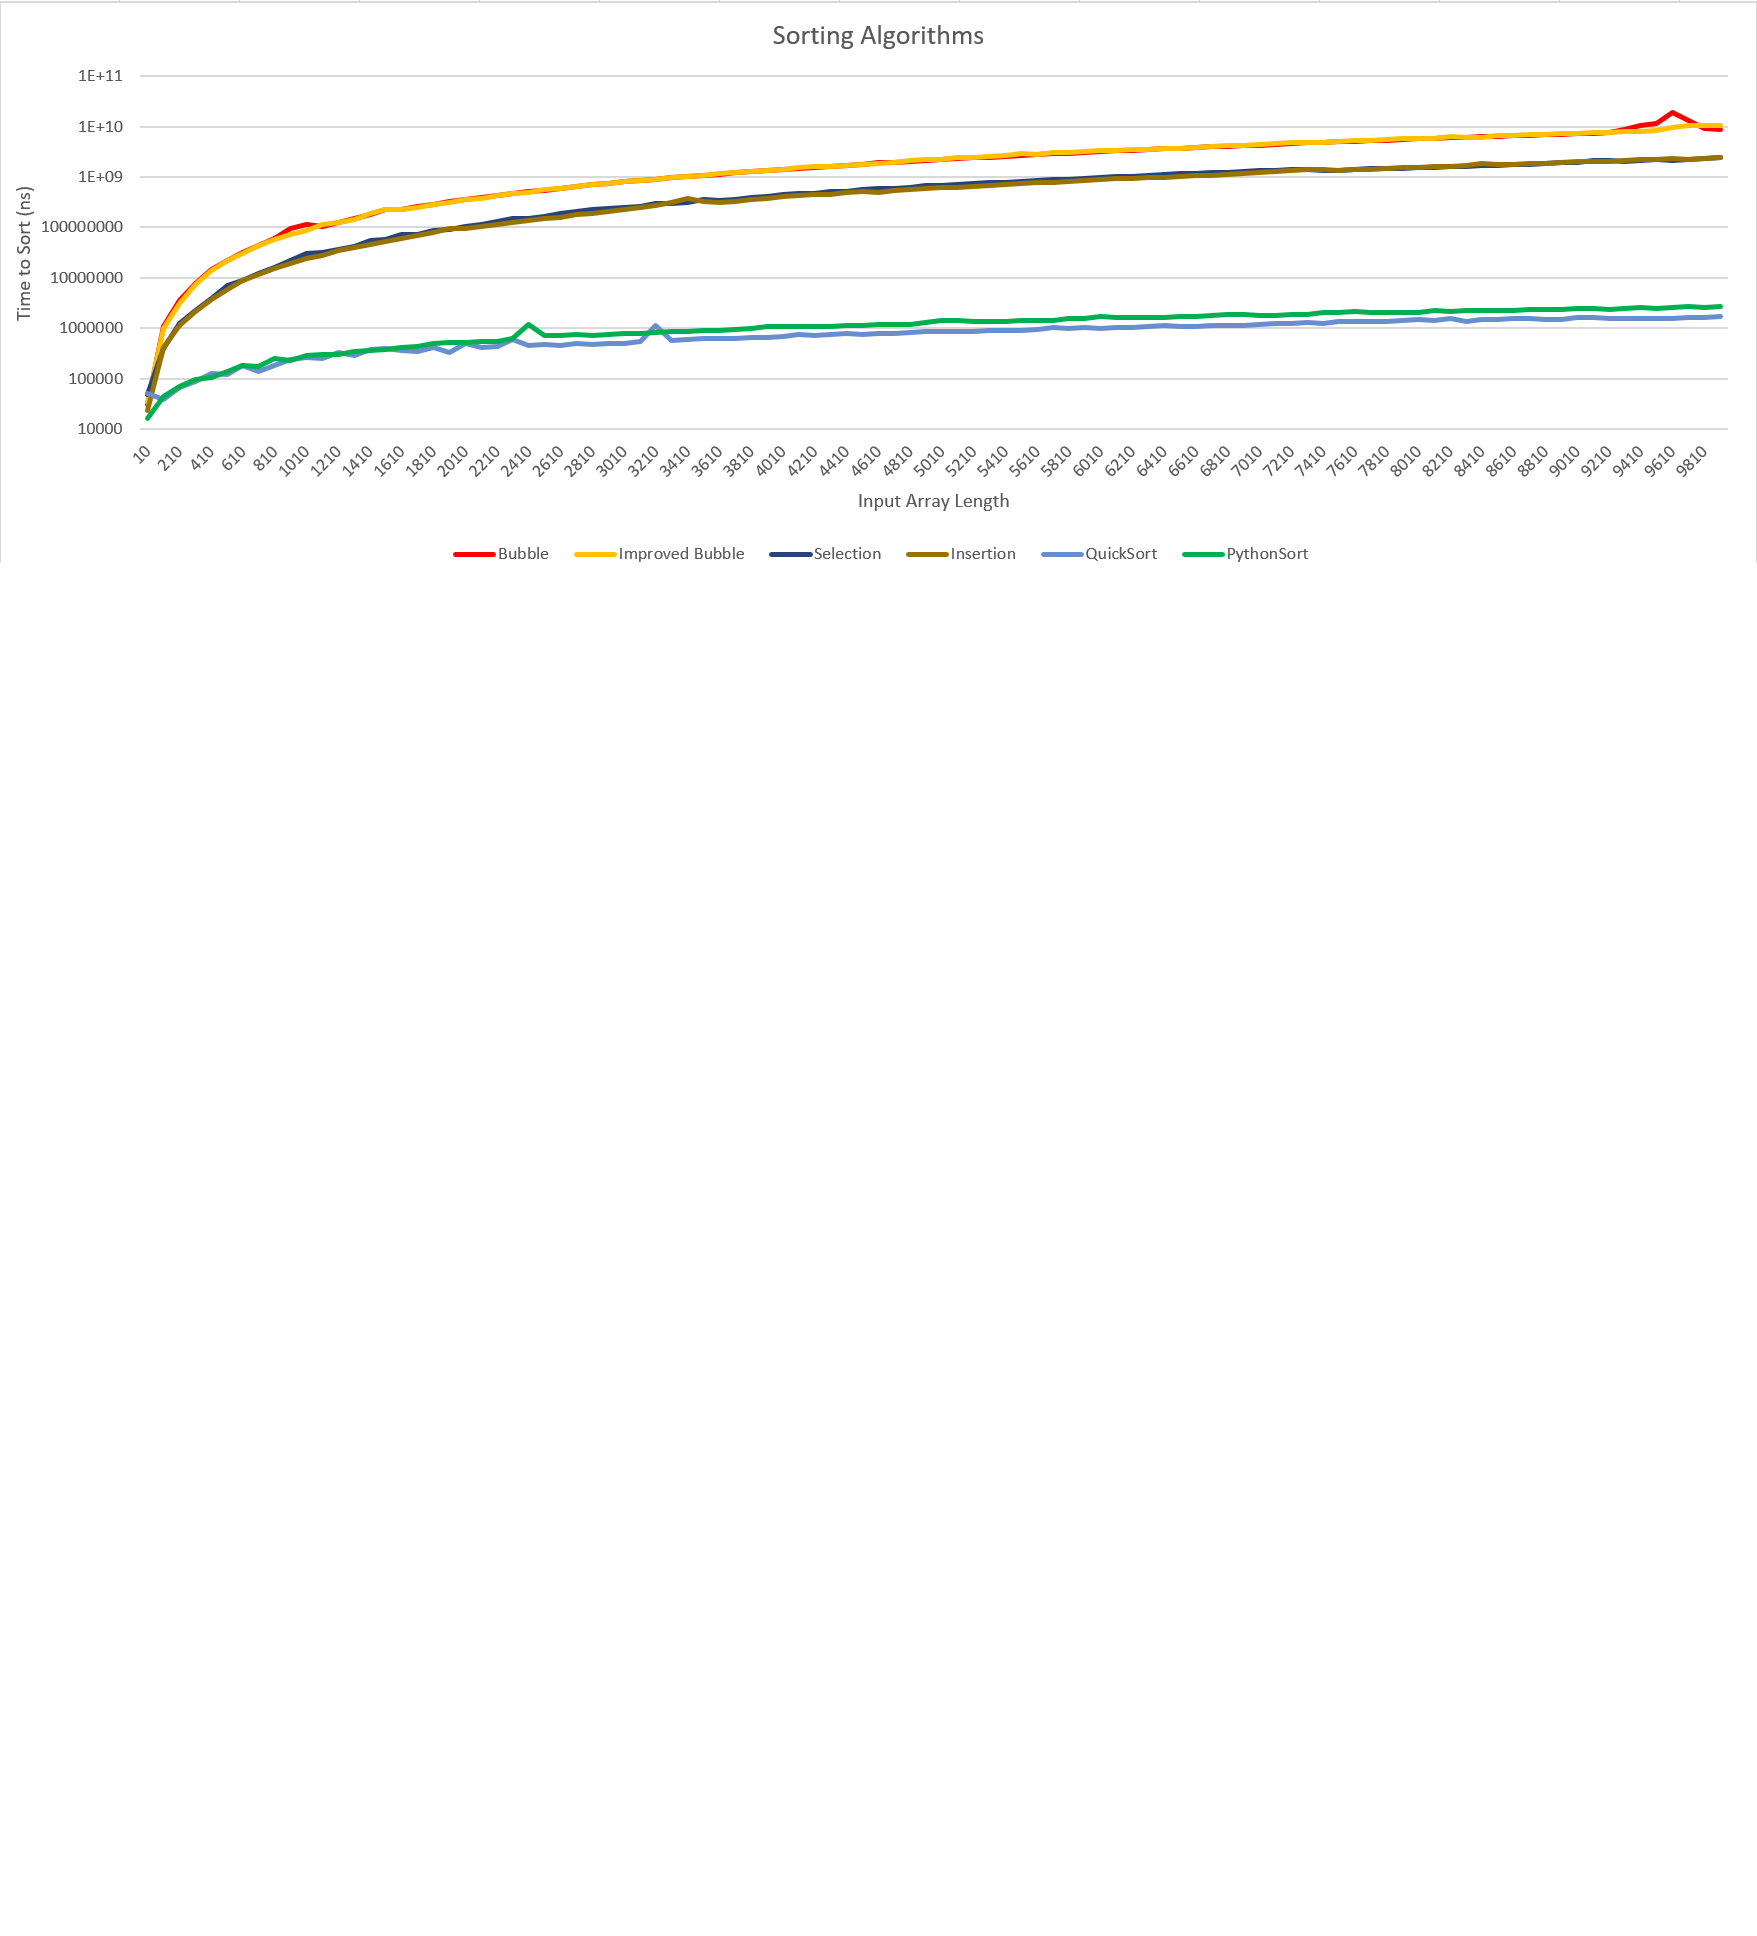 Sorting Algorithms
1E+11
1E+10
1E+09
100000000
10000000
1000000
100000
10000
Time to Sort (ns)
10 210 410 610 810 1010 1210 1410 1610 1810 2010 2210 2410 2610 2810 3010 3210 3410 3610 3810 4010 4210 4410 4610 4810 5010 5210 5410 5610 5810 6010 6210 6410 6610 6810 7010 7210 7410 7610 7810 8010 8210 8410 8610 8810 9010 9210 9410 9610 9810
Input Array Length
Bubble Improved Bubble Selection Insertion QuickSort PythonSort